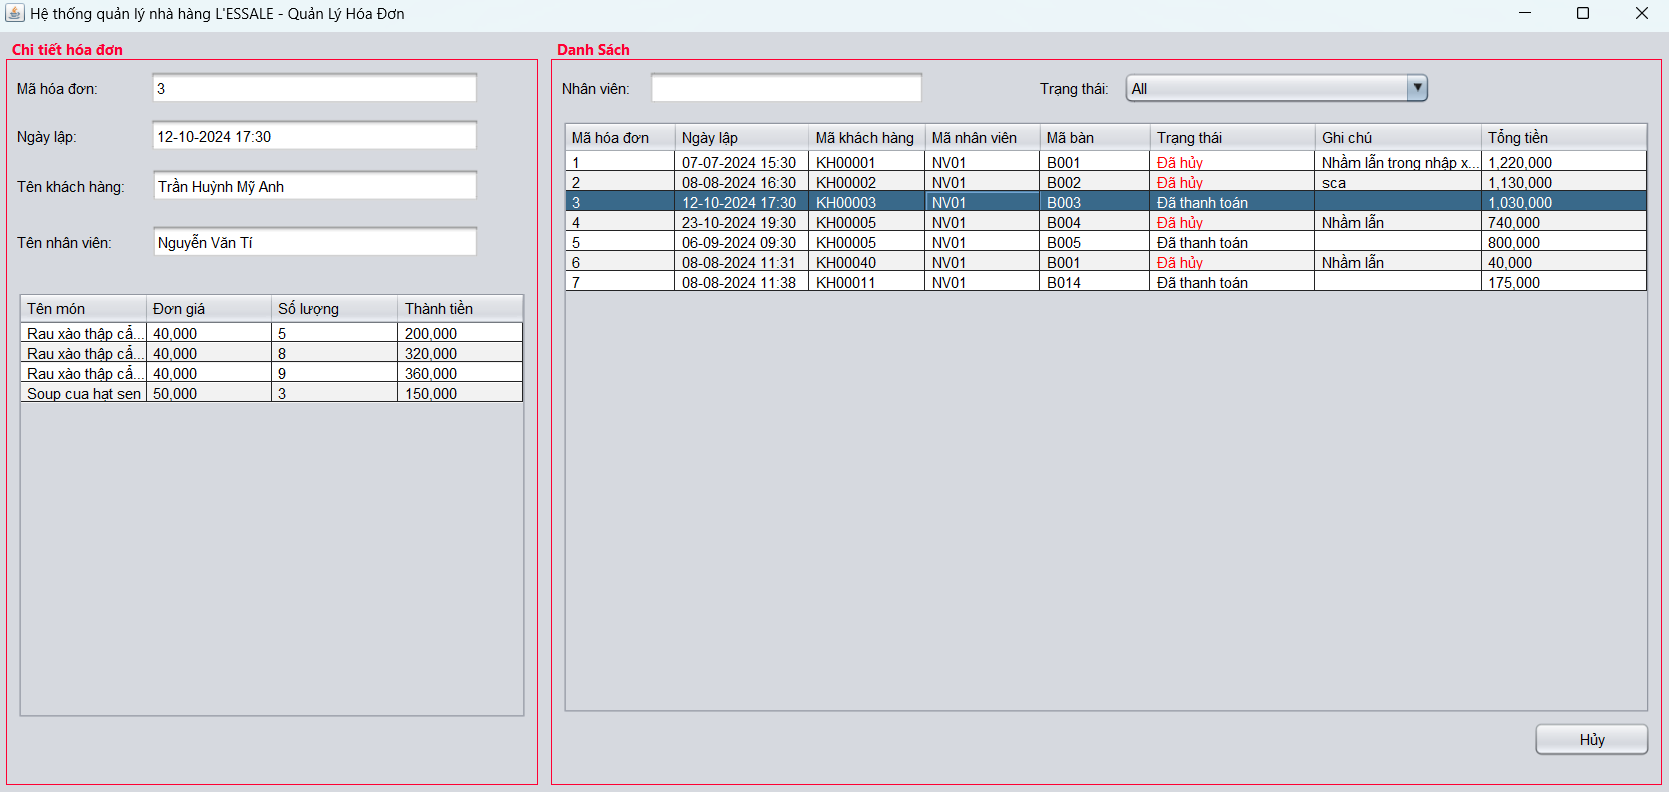 Hệ thống quản lý nhà hàng L'ESSALE - Quản Lý Hóa Đơn
Chi tiết hóa đơn
Mã hóa đơn: 3
Ngày lập: 12-10-2024 17:30
Tên khách hàng: Trần Huỳnh Mỹ Anh
Tên nhân viên: Nguyễn Văn Tí
Tên món Đơn giá Số lượng Thành tiền
Rau xào thập cẩ... 40,000 5 200,000
Rau xào thập cẩ... 40,000 8 320,000
Rau xào thập cẩ... 40,000 9 360,000
Soup cua hạt sen 50,000 3 150,000
Danh Sách
Nhân viên: Trạng thái: All
Mã hóa đơn Ngày lập Mã khách hàng Mã nhân viên Mã bàn Trạng thái Ghi chú Tổng tiền
1 07-07-2024 15:30 KH00001 NV01 B001 Đã hủy Nhầm lẫn trong nhập x... 1,220,000
2 08-08-2024 16:30 KH00002 NV01 B002 Đã hủy sca 1,130,000
3 12-10-2024 17:30 KH00003 NV01 B003 Đã thanh toán 1,030,000
4 23-10-2024 19:30 KH00005 NV01 B004 Đã hủy Nhầm lẫn 740,000
5 06-09-2024 09:30 KH00005 NV01 B005 Đã thanh toán 800,000
6 08-08-2024 11:31 KH00040 NV01 B001 Đã hủy Nhầm lẫn 40,000
7 08-08-2024 11:38 KH00011 NV01 B014 Đã thanh toán 175,000
Hủy